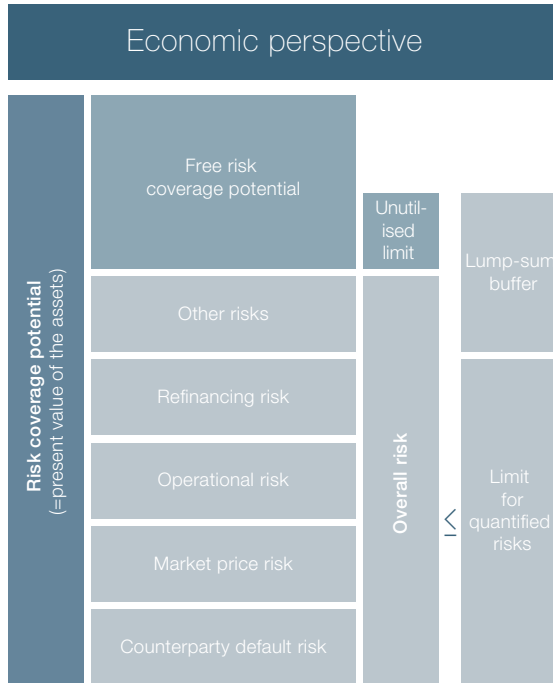 Economic perspective
Risk coverage potential
(=present value of the assets)
Free risk
coverage potential
Other risks
Refinancing risk
Operational risk
Market price risk
Counterparty default risk
Unutil-
ised
limit
Overall risk
≤
Lump-sum
buffer
Limit
for
quantified
risks